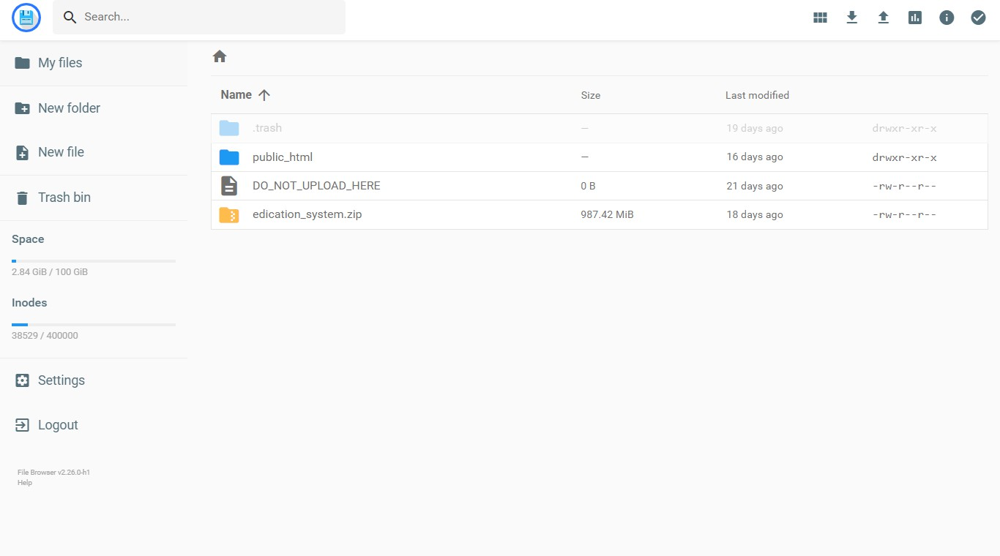 Search...
My files
New folder
New file
Trash bin
Space
2.84 GiB / 100 GiB
Inodes
38529 / 400000
Settings
Logout
File Browser v2.26.0-h1
Help
Name Size Last modified
.trash — 19 days ago drwxr-xr-x
public_html — 16 days ago drwxr-xr-x
DO_NOT_UPLOAD_HERE 0 B 21 days ago -rw-r--r--
edication_system.zip 987.42 MiB 18 days ago -rw-r--r--